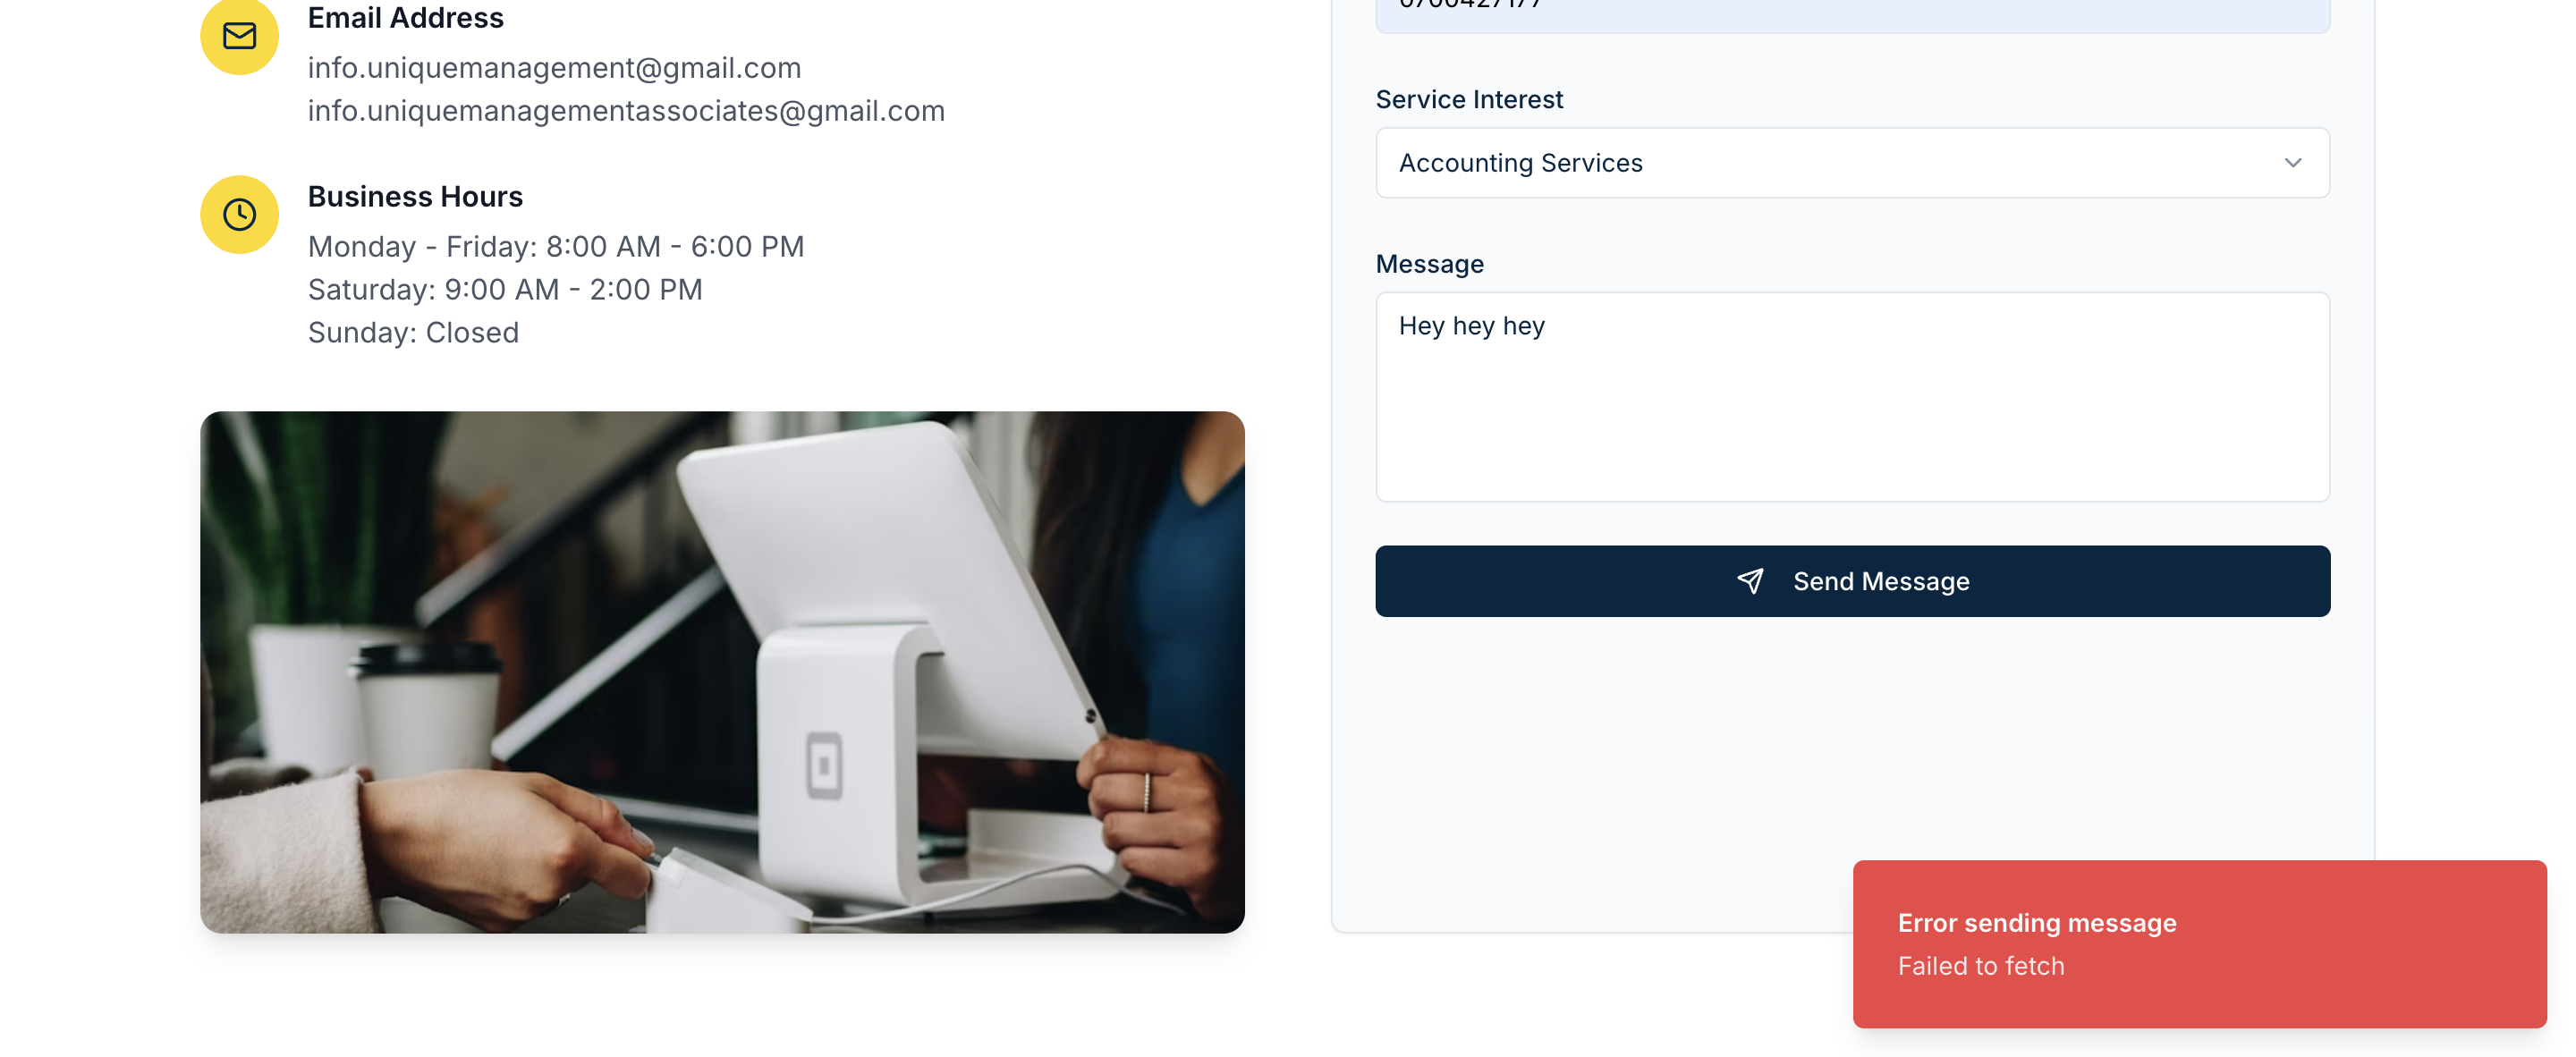 Email Address
info.uniquemanagement@gmail.com
info.uniquemanagementassociates@gmail.com
Business Hours
Monday - Friday: 8:00 AM - 6:00 PM
Saturday: 9:00 AM - 2:00 PM
Sunday: Closed
Service Interest
Accounting Services
Message
Hey hey hey
Send Message
Error sending message
Failed to fetch